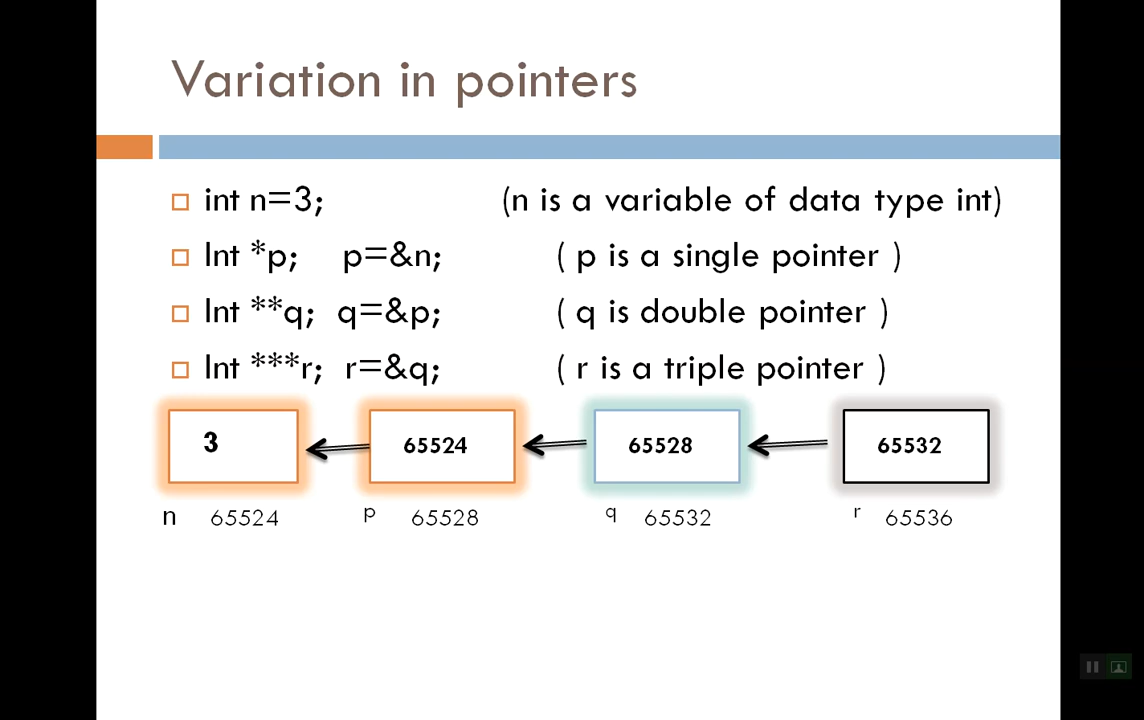 Variation in pointers
int n=3; (n is a variable of data type int)
Int *p; p=&n; ( p is a single pointer )
Int **q; q=&p; ( q is double pointer )
Int ***r; r=&q; ( r is a triple pointer )
3 65524 65528 65532
n 65524 p 65528 q 65532 r 65536